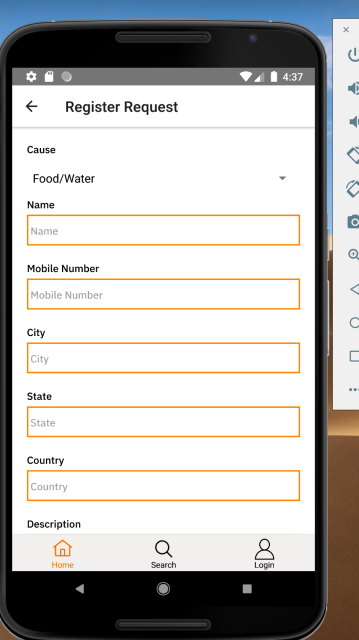 4:37
Register Request
Cause
Food/Water
Name
Name
Mobile Number
Mobile Number
City
City
State
State
Country
Country
Description
Home Search Login